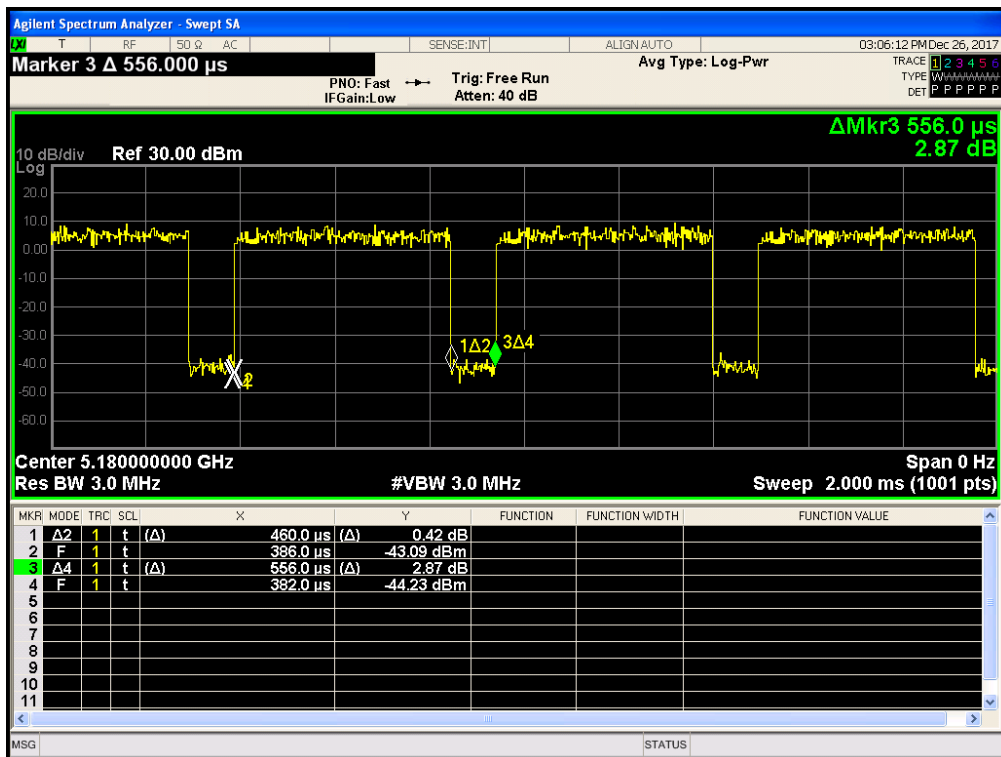 Agilent Spectrum Analyzer - Swept SA
LXI T RF 50 Ω AC SENSE:INT ALIGN AUTO 03:06:12 PM Dec 26, 2017
Marker 3 Δ 556.000 µs
PNO: Fast
IFGain:Low
Trig: Free Run
Atten: 40 dB
Avg Type: Log-Pwr
TRACE 1 2 3 4 5 6
TYPE WWWWWW
DET P P P P P P
ΔMkr3 556.0 µs
2.87 dB
10 dB/div Ref 30.00 dBm
Log
20.0
10.0
0.00
-10.0
-20.0
-30.0
-40.0
-50.0
-60.0
2
1Δ2
3Δ4
Center 5.180000000 GHz Span 0 Hz
Res BW 3.0 MHz #VBW 3.0 MHz Sweep 2.000 ms (1001 pts)
MKR MODE TRC SCL X Y FUNCTION FUNCTION WIDTH FUNCTION VALUE
1 Δ2 1 t (Δ) 460.0 µs (Δ) 0.42 dB
2 F 1 t 386.0 µs -43.09 dBm
3 Δ4 1 t (Δ) 556.0 µs (Δ) 2.87 dB
4 F 1 t 382.0 µs -44.23 dBm
5
6
7
8
9
10
11
MSG STATUS